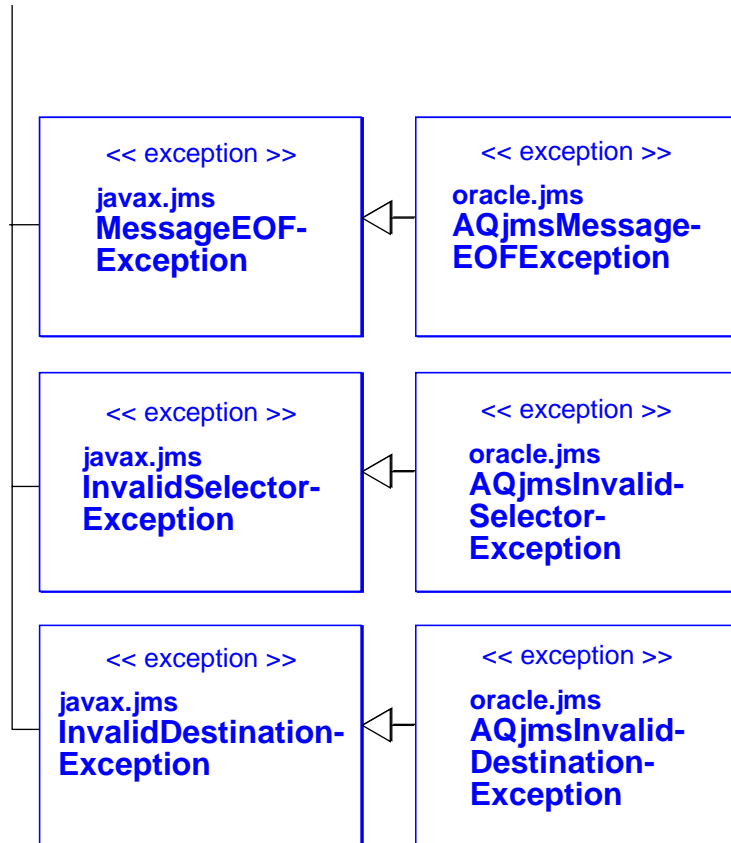 << exception >>
javax.jms
MessageEOF-
Exception
<< exception >>
oracle.jms
AQjmsMessage-
EOFException
<< exception >>
javax.jms
InvalidSelector-
Exception
<< exception >>
oracle.jms
AQjmsInvalid-
Selector-
Exception
<< exception >>
javax.jms
InvalidDestination-
Exception
<< exception >>
oracle.jms
AQjmsInvalid-
Destination-
Exception